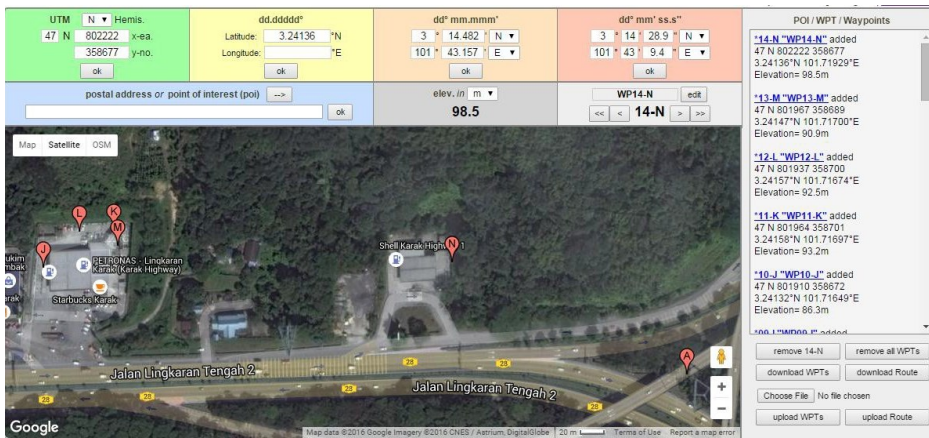 UTM N ▼ Hemis.
47 N 802222 x-ea.
358677 y-no.
ok
dd.ddddd°
Latitude: 3.24136 °N
Longitude: °E
ok
dd° mm.mmm'
3 ° 14.482 ' N ▼
101 ° 43.157 ' E ▼
ok
dd° mm' ss.s"
3 ° 14 ' 28.9 " N ▼
101 ° 43 ' 9.4 " E ▼
ok
postal address or point of interest (poi) -->
ok
elev. in m ▼
98.5
WP14-N edit
<< < 14-N > >>
POI / WPT / Waypoints
*14-N "WP14-N" added
47 N 802222 358677
3.24136°N 101.71929°E
Elevation= 98.5m
*13-M "WP13-M" added
47 N 801967 358689
3.24147°N 101.71700°E
Elevation= 90.9m
*12-L "WP12-L" added
47 N 801937 358700
3.24157°N 101.71674°E
Elevation= 92.5m
*11-K "WP11-K" added
47 N 801964 358701
3.24158°N 101.71697°E
Elevation= 93.2m
*10-J "WP10-J" added
47 N 801910 358672
3.24132°N 101.71649°E
Elevation= 86.3m
*09-I "WP09-I" added
remove 14-N remove all WPTs
download WPTs download Route
Choose File No file chosen
upload WPTs upload Route
Map Satellite OSM
L
K
M
J
N
A
PETRONAS - Lingkaran
Karak (Karak Highway)
Starbucks Karak
Shell Karak Highway 1
28
28
28
28
28
Jalan Lingkaran Tengah 2
Jalan Lingkaran Tengah 2
+
−
Google
Map data ©2016 Google Imagery ©2016 CNES / Astrium, DigitalGlobe 20 m Terms of Use Report a map error